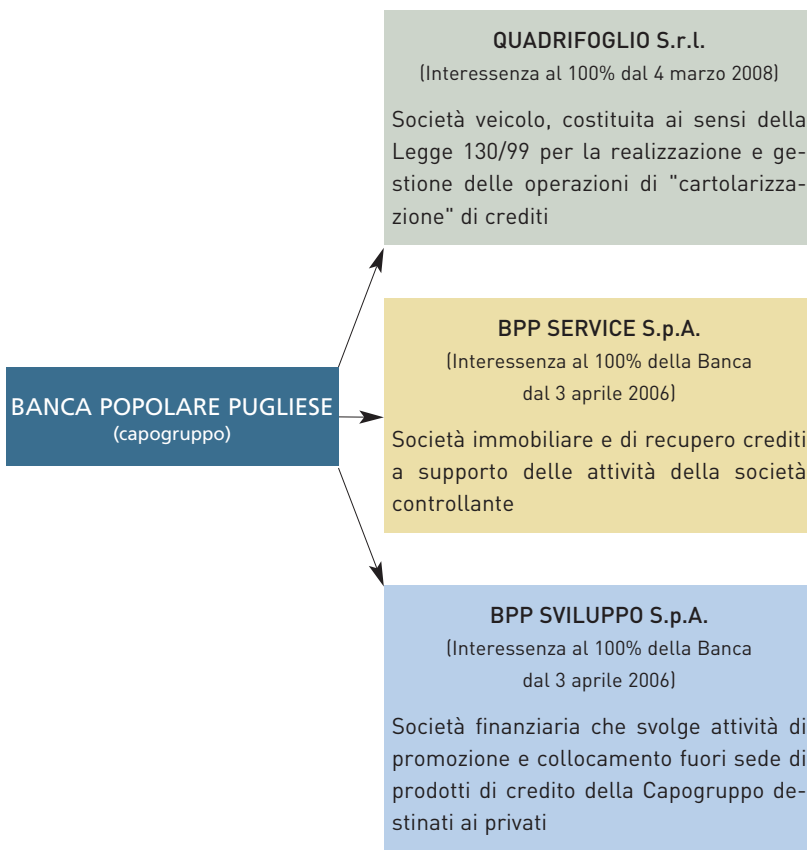 QUADRIFOGLIO S.r.l.
(Interessenza al 100% dal 4 marzo 2008)
Società veicolo, costituita ai sensi della
Legge 130/99 per la realizzazione e ge-
stione delle operazioni di "cartolarizza-
zione" di crediti
BANCA POPOLARE PUGLIESE
(capogruppo)
BPP SERVICE S.p.A.
(Interessenza al 100% della Banca
dal 3 aprile 2006)
Società immobiliare e di recupero crediti
a supporto delle attività della società
controllante
BPP SVILUPPO S.p.A.
(Interessenza al 100% della Banca
dal 3 aprile 2006)
Società finanziaria che svolge attività di
promozione e collocamento fuori sede di
prodotti di credito della Capogruppo de-
stinati ai privati